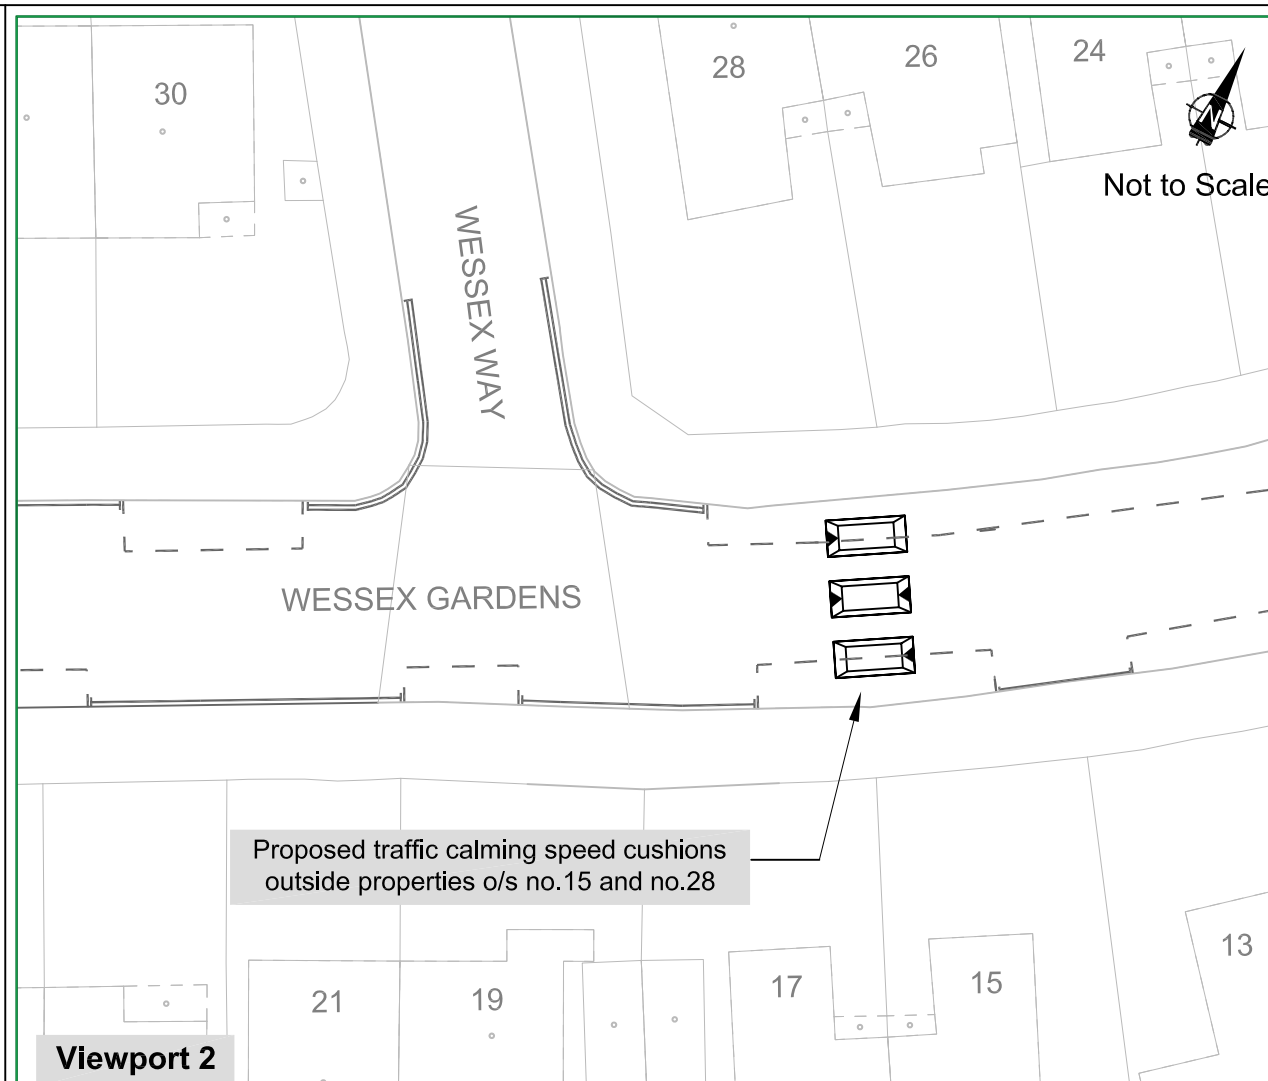 30
28
26
24
N
Not to Scale
WESSEX WAY
WESSEX GARDENS
Proposed traffic calming speed cushions
outside properties o/s no.15 and no.28
21
19
17
15
13
Viewport 2